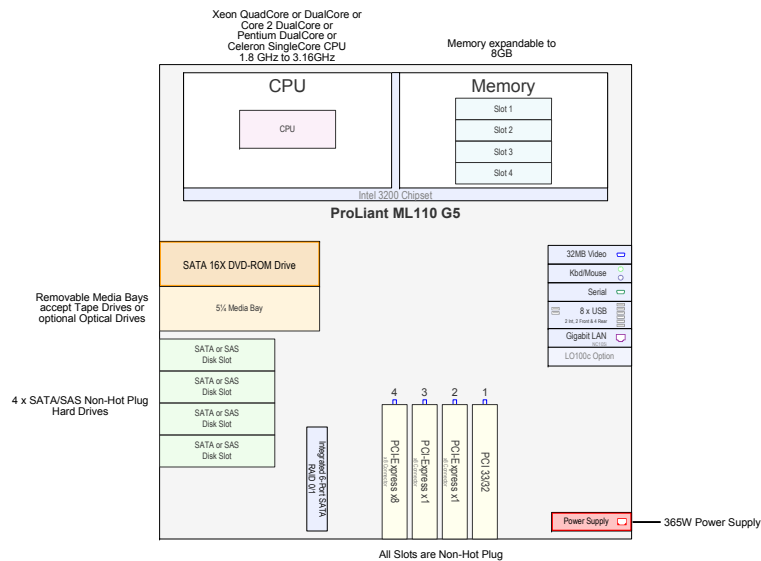 Xeon QuadCore or DualCore or
Core 2 DualCore or
Pentium DualCore or
Celeron SingleCore CPU
1.8 GHz to 3.16GHz
Memory expandable to
8GB
CPU
CPU
Memory
Slot 1
Slot 2
Slot 3
Slot 4
Intel 3200 Chipset
ProLiant ML110 G5
SATA 16X DVD-ROM Drive
5¼ Media Bay
Removable Media Bays
accept Tape Drives or
optional Optical Drives
SATA or SAS
Disk Slot
SATA or SAS
Disk Slot
SATA or SAS
Disk Slot
SATA or SAS
Disk Slot
4 x SATA/SAS Non-Hot Plug
Hard Drives
32MB Video
Kbd/Mouse
Serial
8 x USB
2 Int, 2 Front & 4 Rear
Gigabit LAN
NC105i
LO100c Option
Integrated 6-Port SATA
RAID 0/1
4
3
2
1
PCI-Express x8
x8 Connector
PCI-Express x1
x8 Connector
PCI-Express x1
x1 Connector
PCI 33/32
Power Supply
365W Power Supply
All Slots are Non-Hot Plug